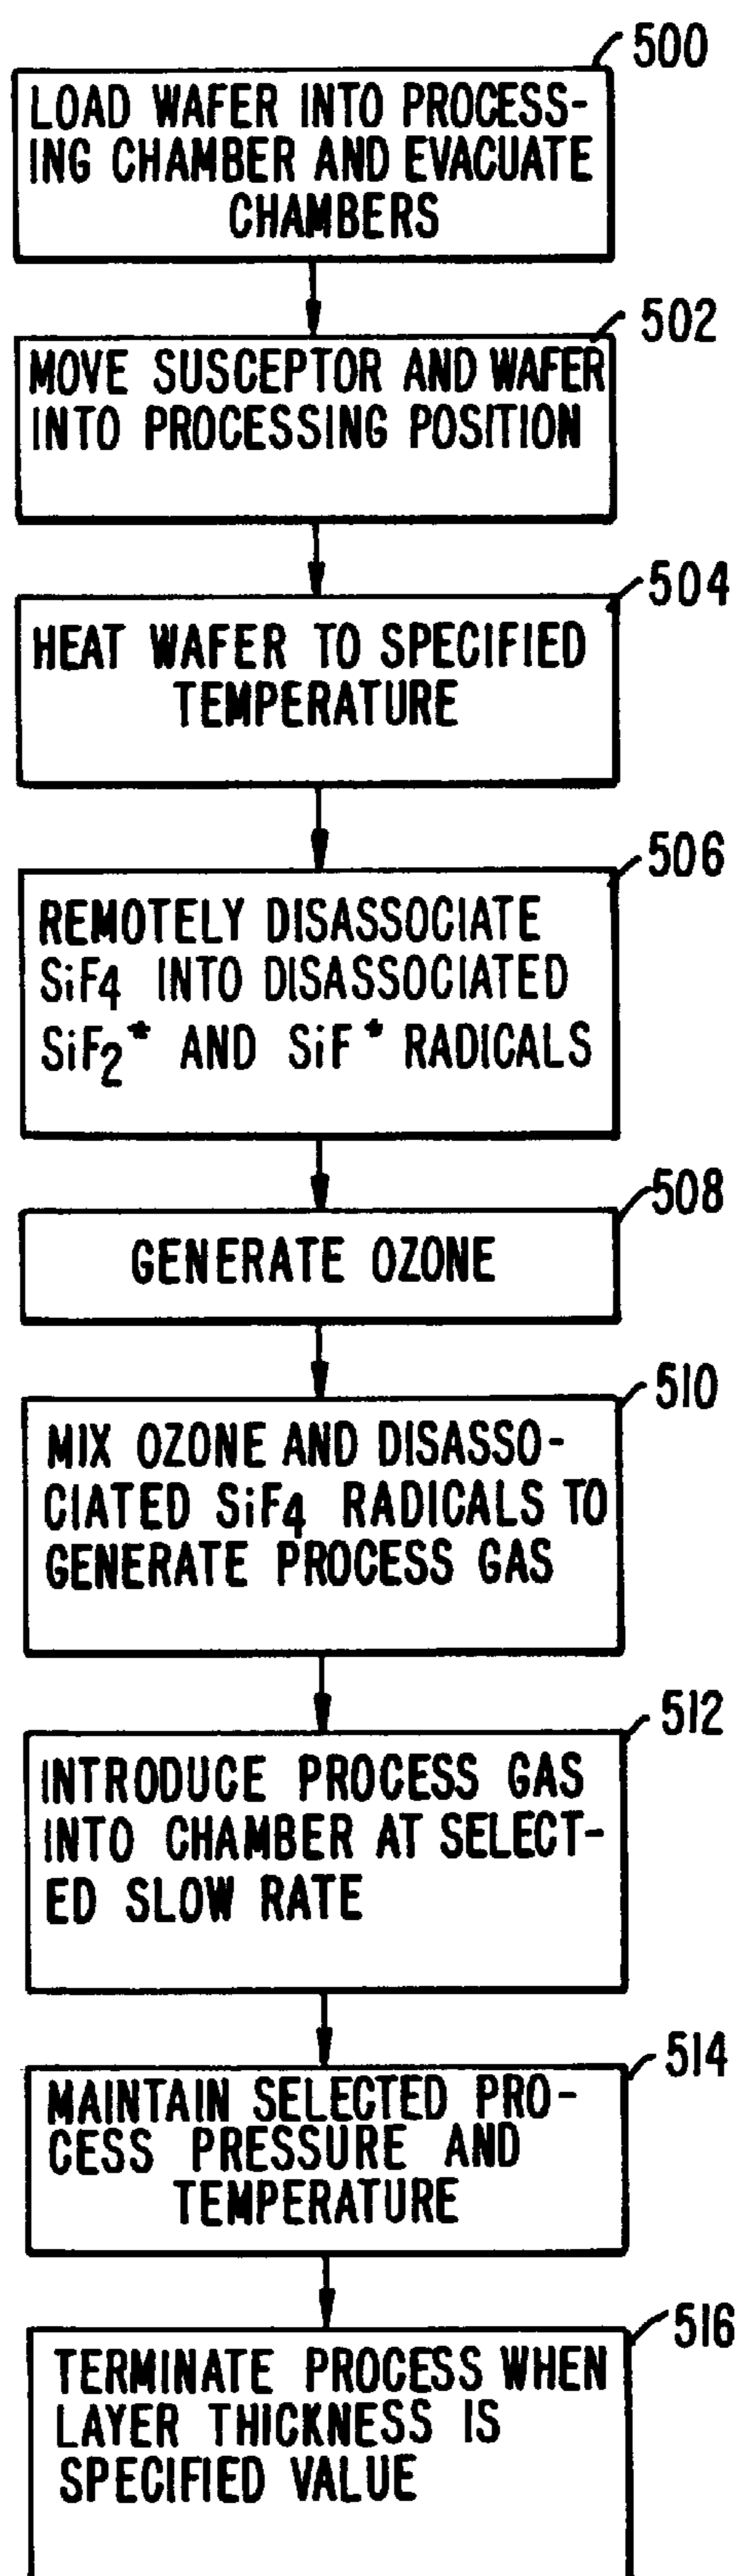 500
LOAD WAFER INTO PROCESS-
ING CHAMBER AND EVACUATE
CHAMBERS
502
MOVE SUSCEPTOR AND WAFER
INTO PROCESSING POSITION
504
HEAT WAFER TO SPECIFIED
TEMPERATURE
506
REMOTELY DISASSOCIATE
SiF4 INTO DISASSOCIATED
SiF2* AND SiF* RADICALS
508
GENERATE OZONE
510
MIX OZONE AND DISASSO-
CIATED SiF4 RADICALS TO
GENERATE PROCESS GAS
512
INTRODUCE PROCESS GAS
INTO CHAMBER AT SELECT-
ED SLOW RATE
514
MAINTAIN SELECTED PRO-
CESS PRESSURE AND
TEMPERATURE
516
TERMINATE PROCESS WHEN
LAYER THICKNESS IS
SPECIFIED VALUE